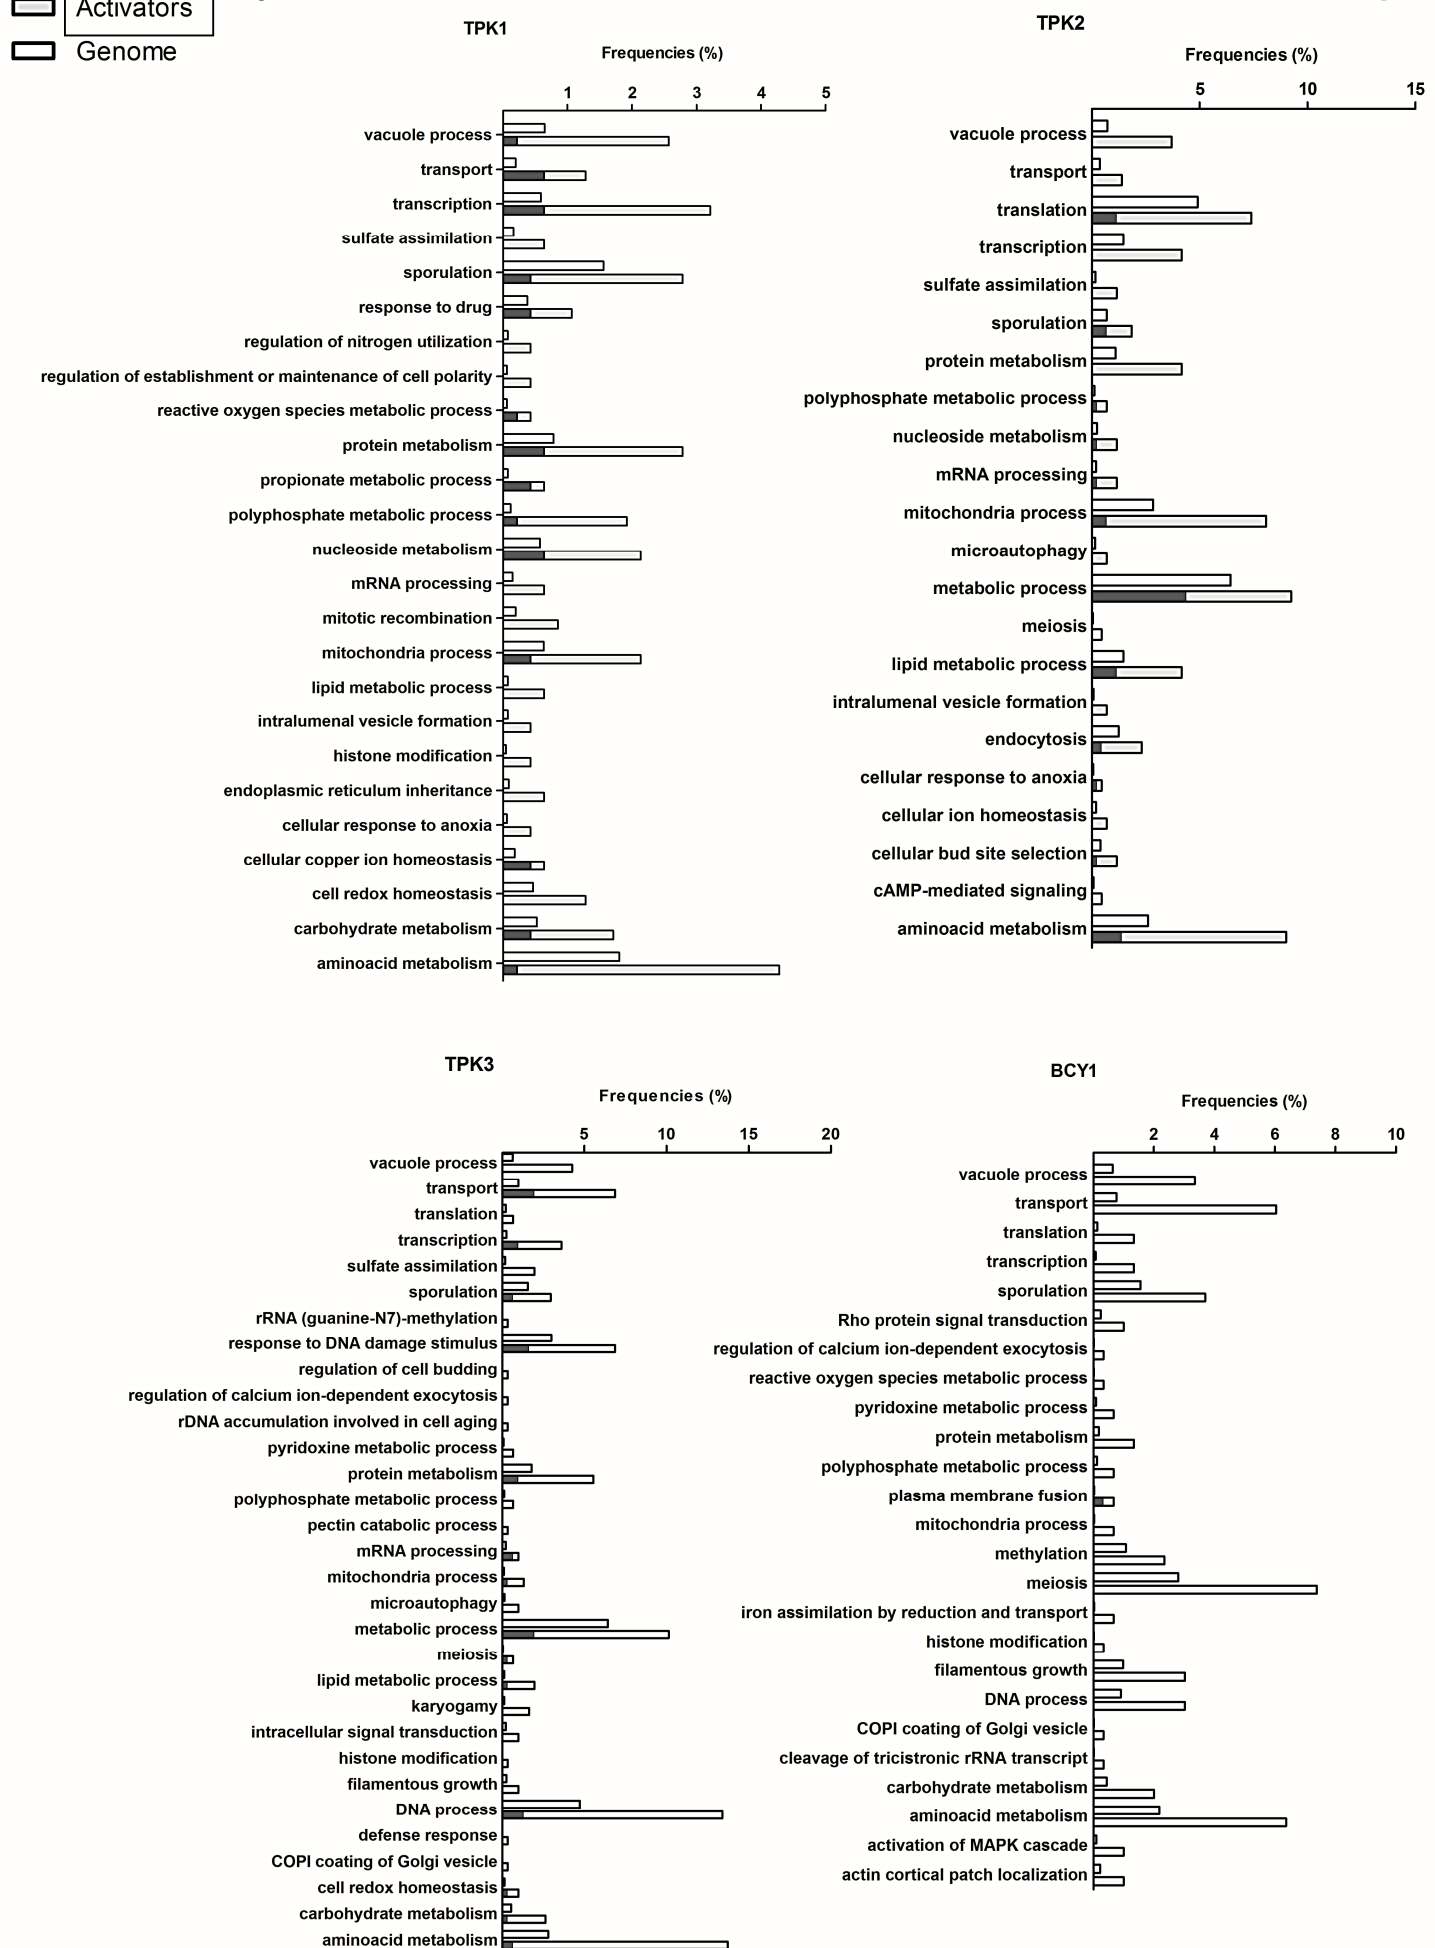 Activators
Genome
TPK1
Frequencies (%)
1 2 3 4 5
vacuole process
transport
transcription
sulfate assimilation
sporulation
response to drug
regulation of nitrogen utilization
regulation of establishment or maintenance of cell polarity
reactive oxygen species metabolic process
protein metabolism
propionate metabolic process
polyphosphate metabolic process
nucleoside metabolism
mRNA processing
mitotic recombination
mitochondria process
lipid metabolic process
intralumenal vesicle formation
histone modification
endoplasmic reticulum inheritance
cellular response to anoxia
cellular copper ion homeostasis
cell redox homeostasis
carbohydrate metabolism
aminoacid metabolism
TPK2
Frequencies (%)
5 10 15
vacuole process
transport
translation
transcription
sulfate assimilation
sporulation
protein metabolism
polyphosphate metabolic process
nucleoside metabolism
mRNA processing
mitochondria process
microautophagy
metabolic process
meiosis
lipid metabolic process
intralumenal vesicle formation
endocytosis
cellular response to anoxia
cellular ion homeostasis
cellular bud site selection
cAMP-mediated signaling
aminoacid metabolism
TPK3
Frequencies (%)
5 10 15 20
vacuole process
transport
translation
transcription
sulfate assimilation
sporulation
rRNA (guanine-N7)-methylation
response to DNA damage stimulus
regulation of cell budding
regulation of calcium ion-dependent exocytosis
rDNA accumulation involved in cell aging
pyridoxine metabolic process
protein metabolism
polyphosphate metabolic process
pectin catabolic process
mRNA processing
mitochondria process
microautophagy
metabolic process
meiosis
lipid metabolic process
karyogamy
intracellular signal transduction
histone modification
filamentous growth
DNA process
defense response
COPI coating of Golgi vesicle
cell redox homeostasis
carbohydrate metabolism
aminoacid metabolism
BCY1
Frequencies (%)
2 4 6 8 10
vacuole process
transport
translation
transcription
sporulation
Rho protein signal transduction
regulation of calcium ion-dependent exocytosis
reactive oxygen species metabolic process
pyridoxine metabolic process
protein metabolism
polyphosphate metabolic process
plasma membrane fusion
mitochondria process
methylation
meiosis
iron assimilation by reduction and transport
histone modification
filamentous growth
DNA process
COPI coating of Golgi vesicle
cleavage of tricistronic rRNA transcript
carbohydrate metabolism
aminoacid metabolism
activation of MAPK cascade
actin cortical patch localization